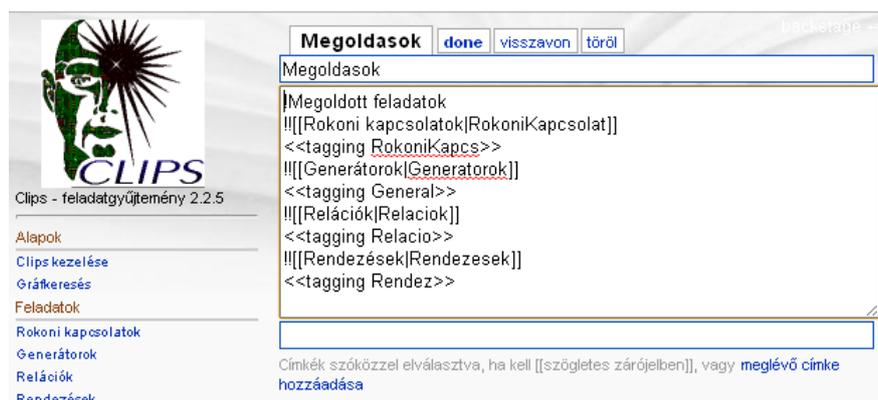 backstage
CLIPS
Clips - feladatgyűjtemény 2.2.5
Alapok
Clips kezelése
Gráfkeresés
Feladatok
Rokoni kapcsolatok
Generátorok
Relációk
Rendezések
Megoldasok
done
visszavon
töröl
Megoldasok
!Megoldott feladatok
!![[Rokoni kapcsolatok|RokoniKapcsolat]]
<<tagging RokoniKapcs>>
!![[Generátorok|Generatorok]]
<<tagging General>>
!![[Relációk|Relaciok]]
<<tagging Relacio>>
!![[Rendezések|Rendezesek]]
<<tagging Rendez>>
Címkék szóközzel elválasztva, ha kell [[szögletes zárójelben]], vagy meglévő címke
hozzáadása